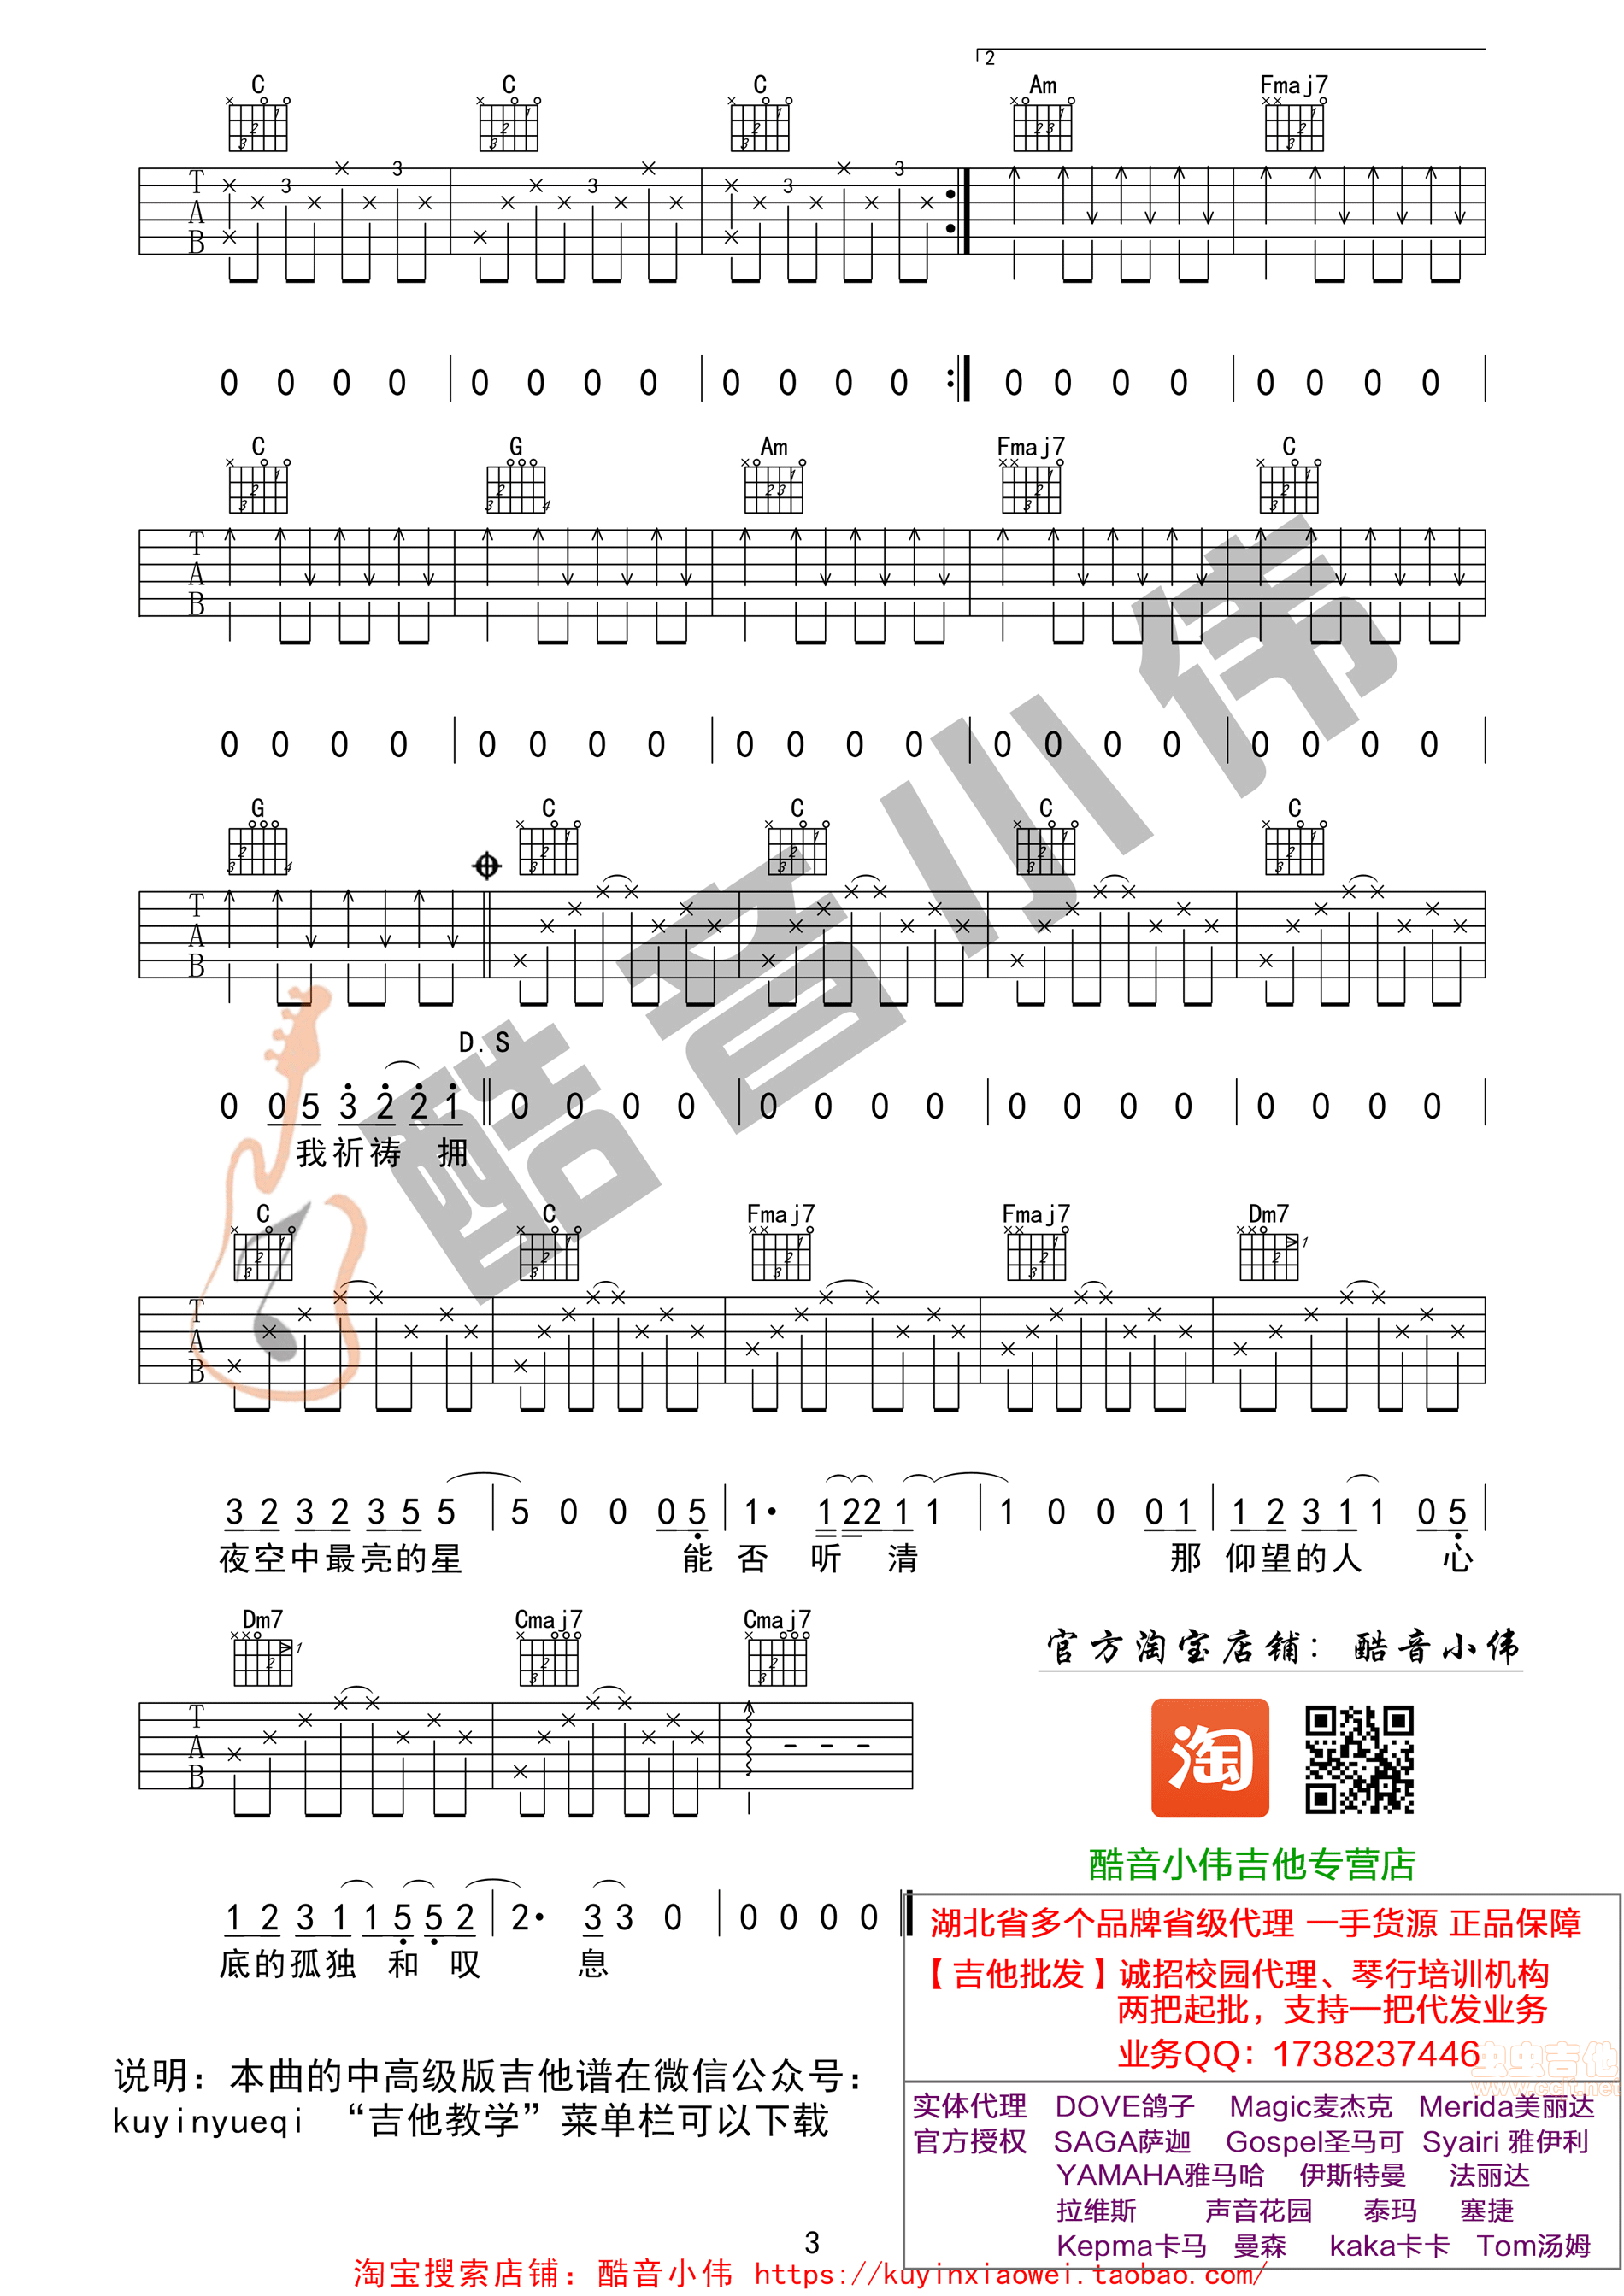 2
C C C Am Fmaj7
3 3 3 3 3
T
A
B
0 0 0 0 0 0 0 0 0 0 0 0 0 0 0 0 0 0 0 0
C G Am Fmaj7 C
T
A
B
0 0 0 0 0 0 0 0 0 0 0 0 0 0 0 0 0 0 0 0
G C C C C
T
A
B
D.S
0 0 5 3 2 2 1 0 0 0 0 0 0 0 0 0 0 0 0 0 0 0 0
我祈祷 拥
C C Fmaj7 Fmaj7 Dm7
T
A
B
3 2 3 2 3 5 5 5 0 0 0 5 1· 1 2 2 1 1 1 0 0 0 1 1 2 3 1 1 0 5
夜空中最亮的星 能 否 听 清 那 仰望的人 心
Dm7 Cmaj7 Cmaj7
T
A
B
1 2 3 1 1 5 5 2 2· 3 3 0 0 0 0 0
底的孤独 和 叹 息
官方淘宝店铺：酷音小伟
淘
酷音小伟吉他专营店
湖北省多个品牌省级代理 一手货源 正品保障
【吉他批发】诚招校园代理、琴行培训机构
两把起批，支持一把代发业务
业务QQ：1738237446
虫虫吉他
www.ccjt.net
实体代理 DOVE鸽子 Magic麦杰克 Merida美丽达
官方授权 SAGA萨迦 Gospel圣马可 Syairi 雅伊利
YAMAHA雅马哈 伊斯特曼 法丽达
拉维斯 声音花园 泰玛 塞捷
Kepma卡马 曼森 kaka卡卡 Tom汤姆
说明：本曲的中高级版吉他谱在微信公众号：
kuyinyueqi “吉他教学”菜单栏可以下载
3
淘宝搜索店铺：酷音小伟 https://kuyinxiaowei.taobao.com/
酷音小伟